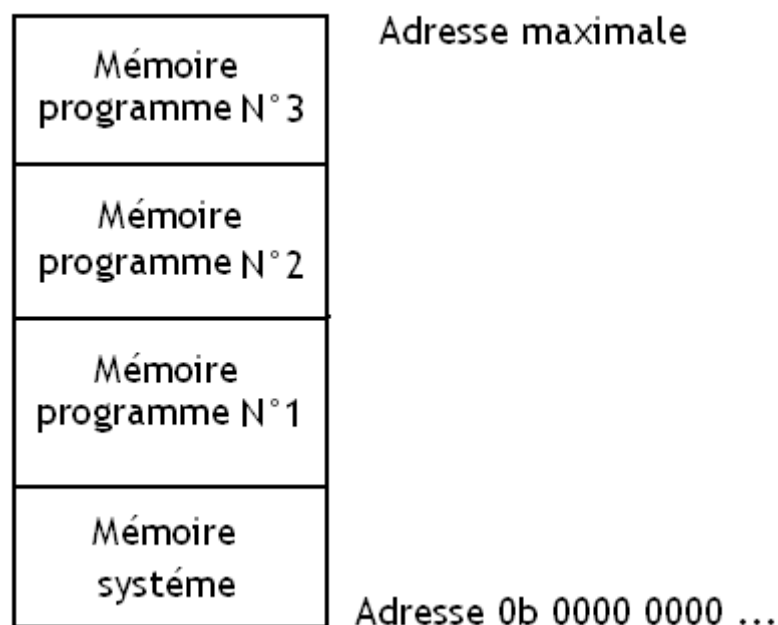 Adresse maximale
Mémoire
programme N°3
Mémoire
programme N°2
Mémoire
programme N°1
Mémoire
systéme
Adresse 0b 0000 0000 ...